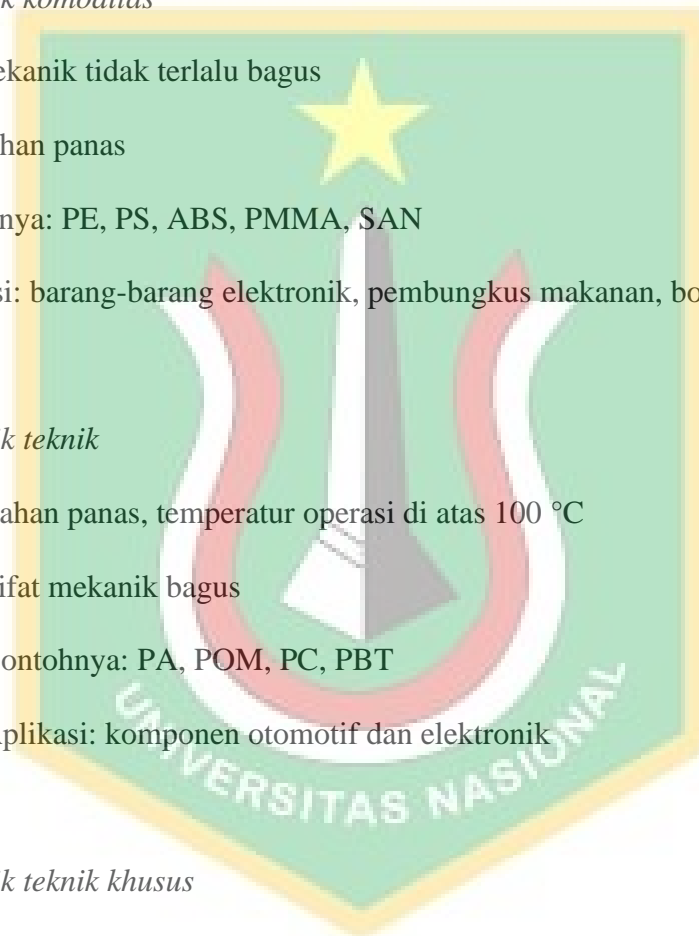 k komoditas
ekanik tidak terlalu bagus
han panas
nya: PE, PS, ABS, PMMA, SAN
si: barang-barang elektronik, pembungkus makanan, bo
k teknik
ahan panas, temperatur operasi di atas 100 °C
ifat mekanik bagus
ontohnya: PA, POM, PC, PBT
plikasi: komponen otomotif dan elektronik
UNIVERSITAS NASIONAL
k teknik khusus